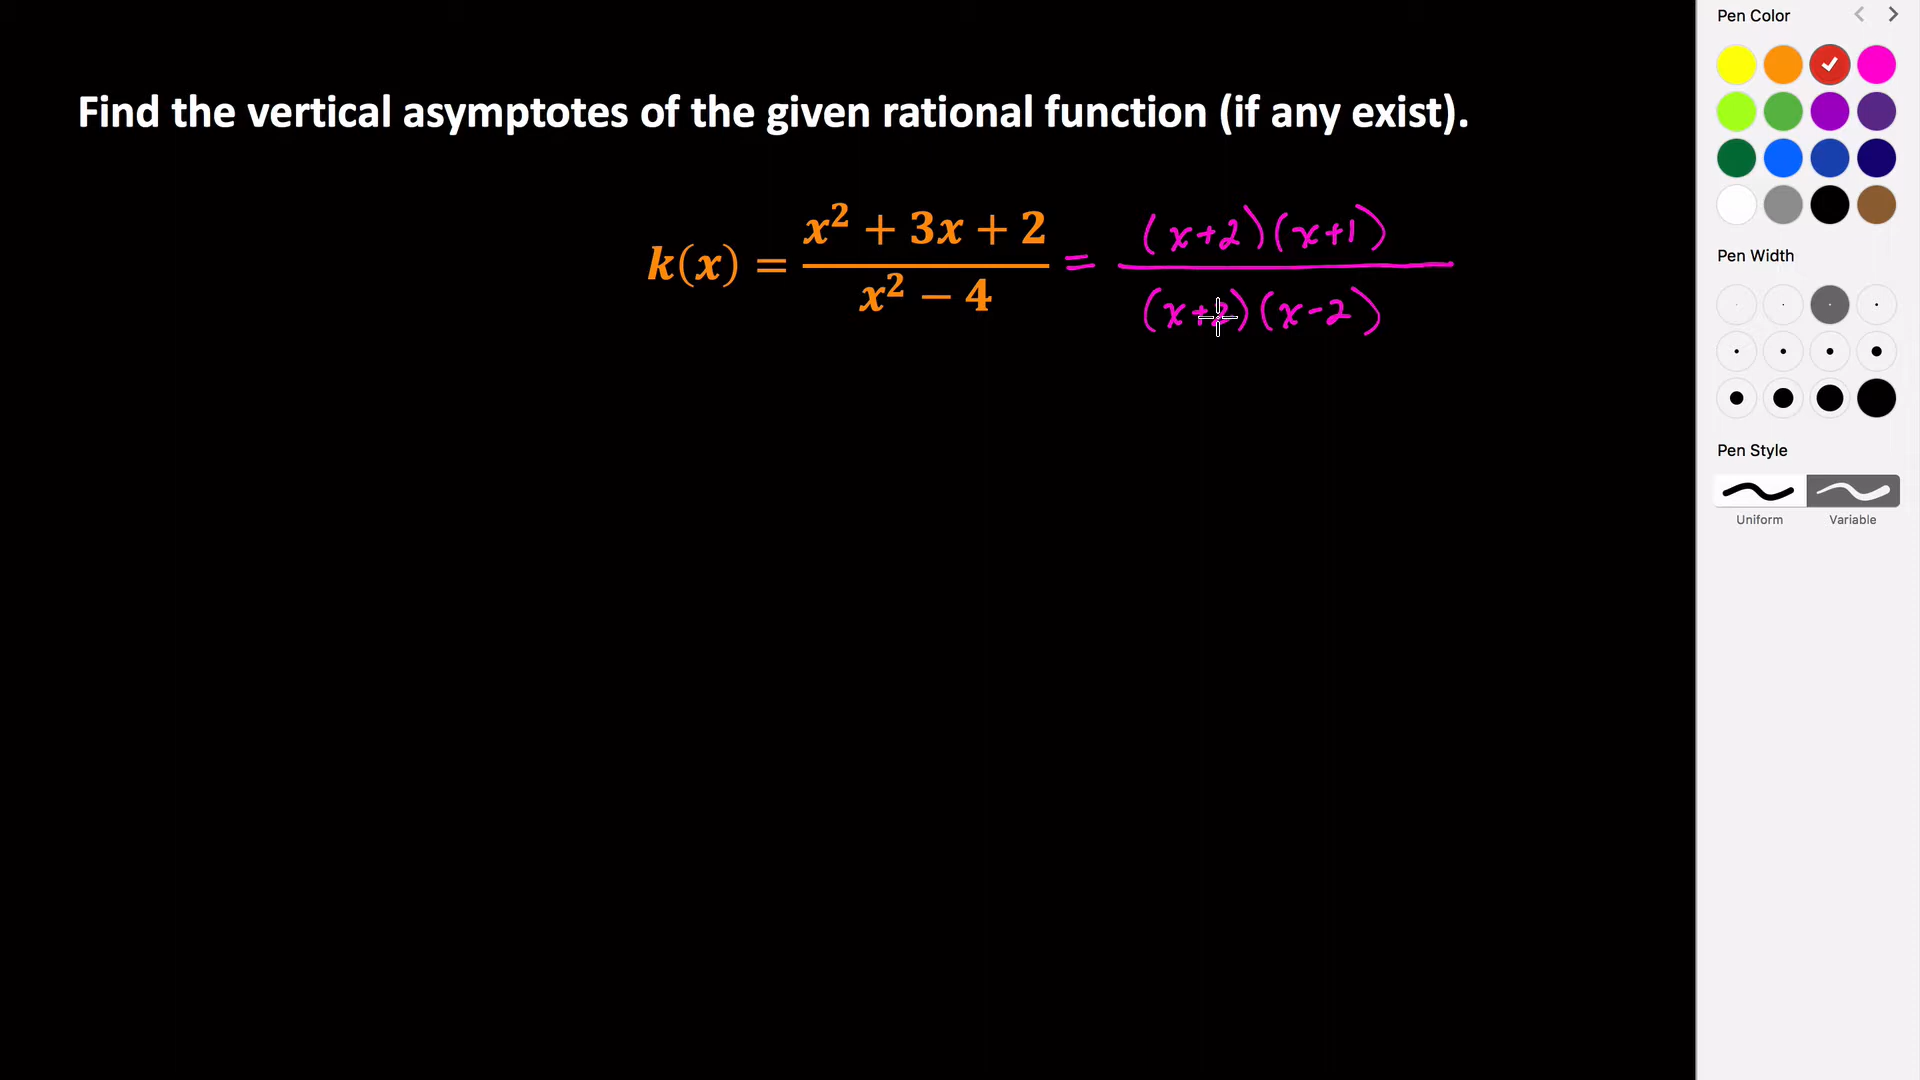 Find the vertical asymptotes of the given rational function (if any exist).
k(x) = x² + 3x + 2 / x² − 4 = (x+2)(x+1) / (x+2)(x-2)
Pen Color
Pen Width
Pen Style
Uniform Variable